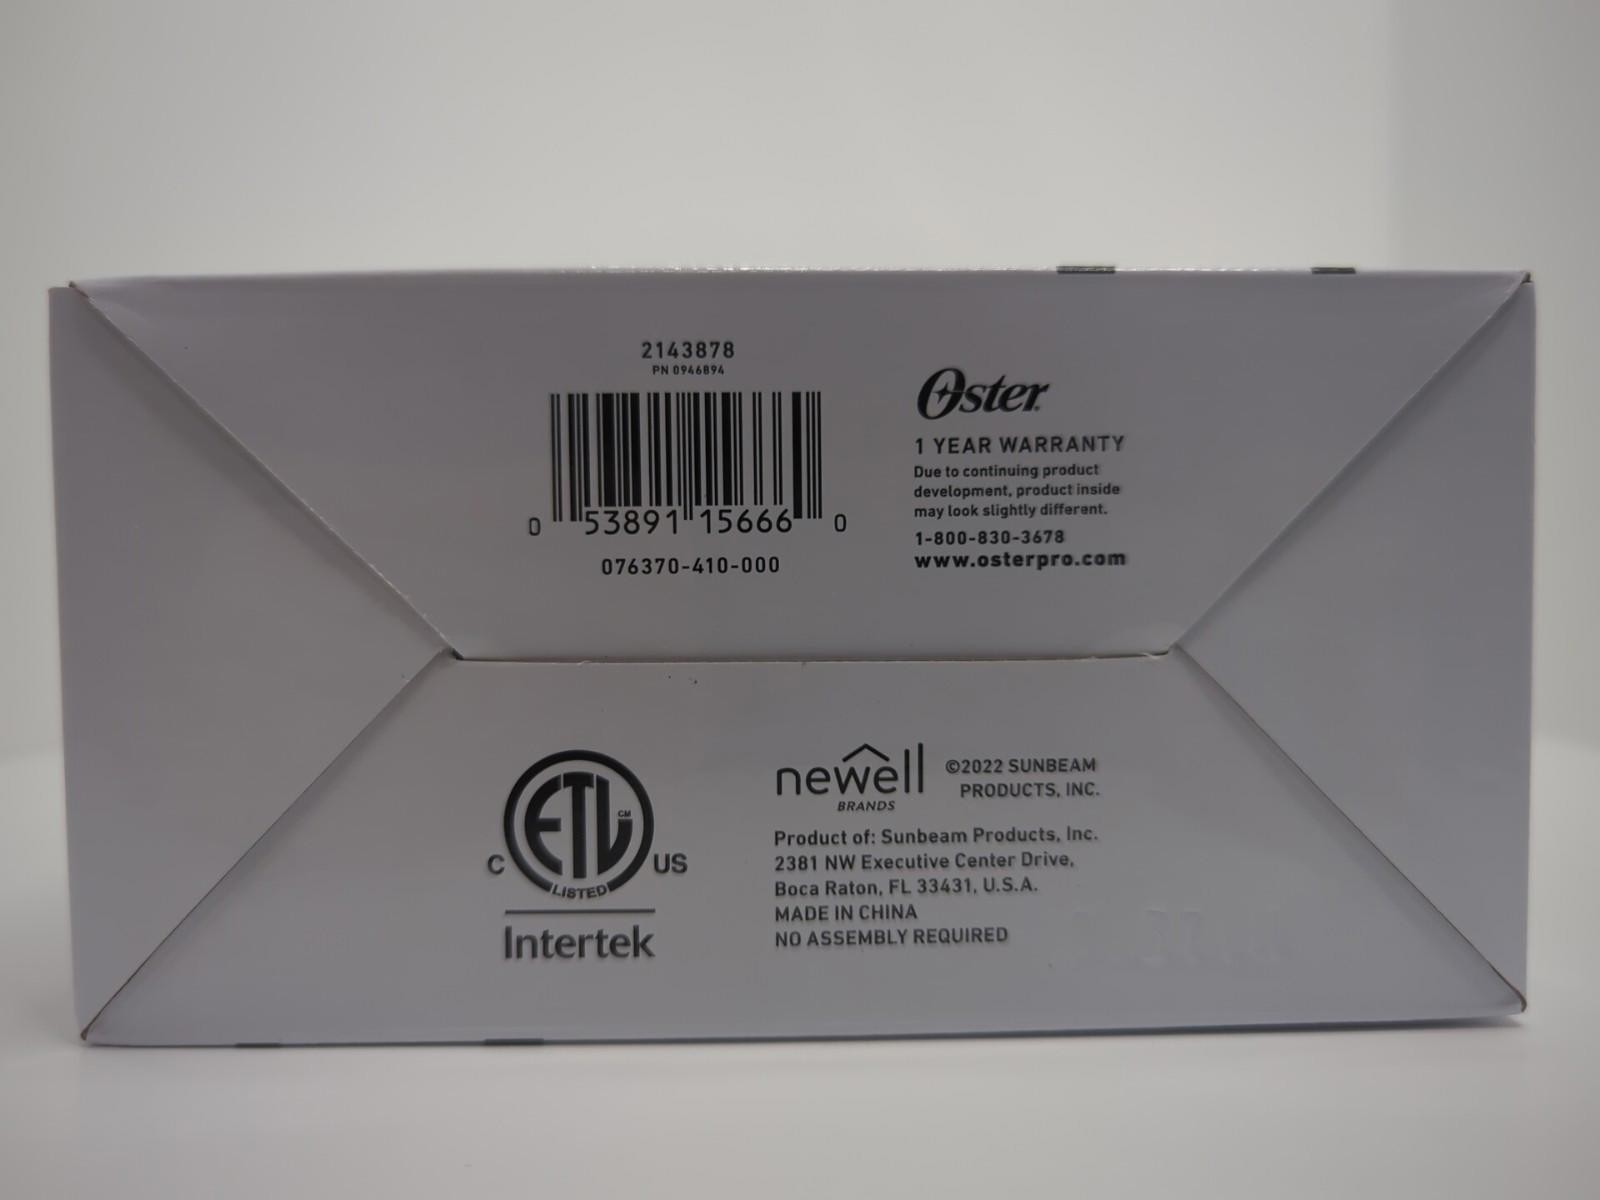 2143878
PN 0946894
0 53891 15666 0
076370-410-000
Oster
1 YEAR WARRANTY
Due to continuing product
development, product inside
may look slightly different.
1-800-830-3678
www.osterpro.com
ETL CM
C US
LISTED
Intertek
newell
BRANDS
©2022 SUNBEAM
PRODUCTS, INC.
Product of: Sunbeam Products, Inc.
2381 NW Executive Center Drive,
Boca Raton, FL 33431, U.S.A.
MADE IN CHINA
NO ASSEMBLY REQUIRED